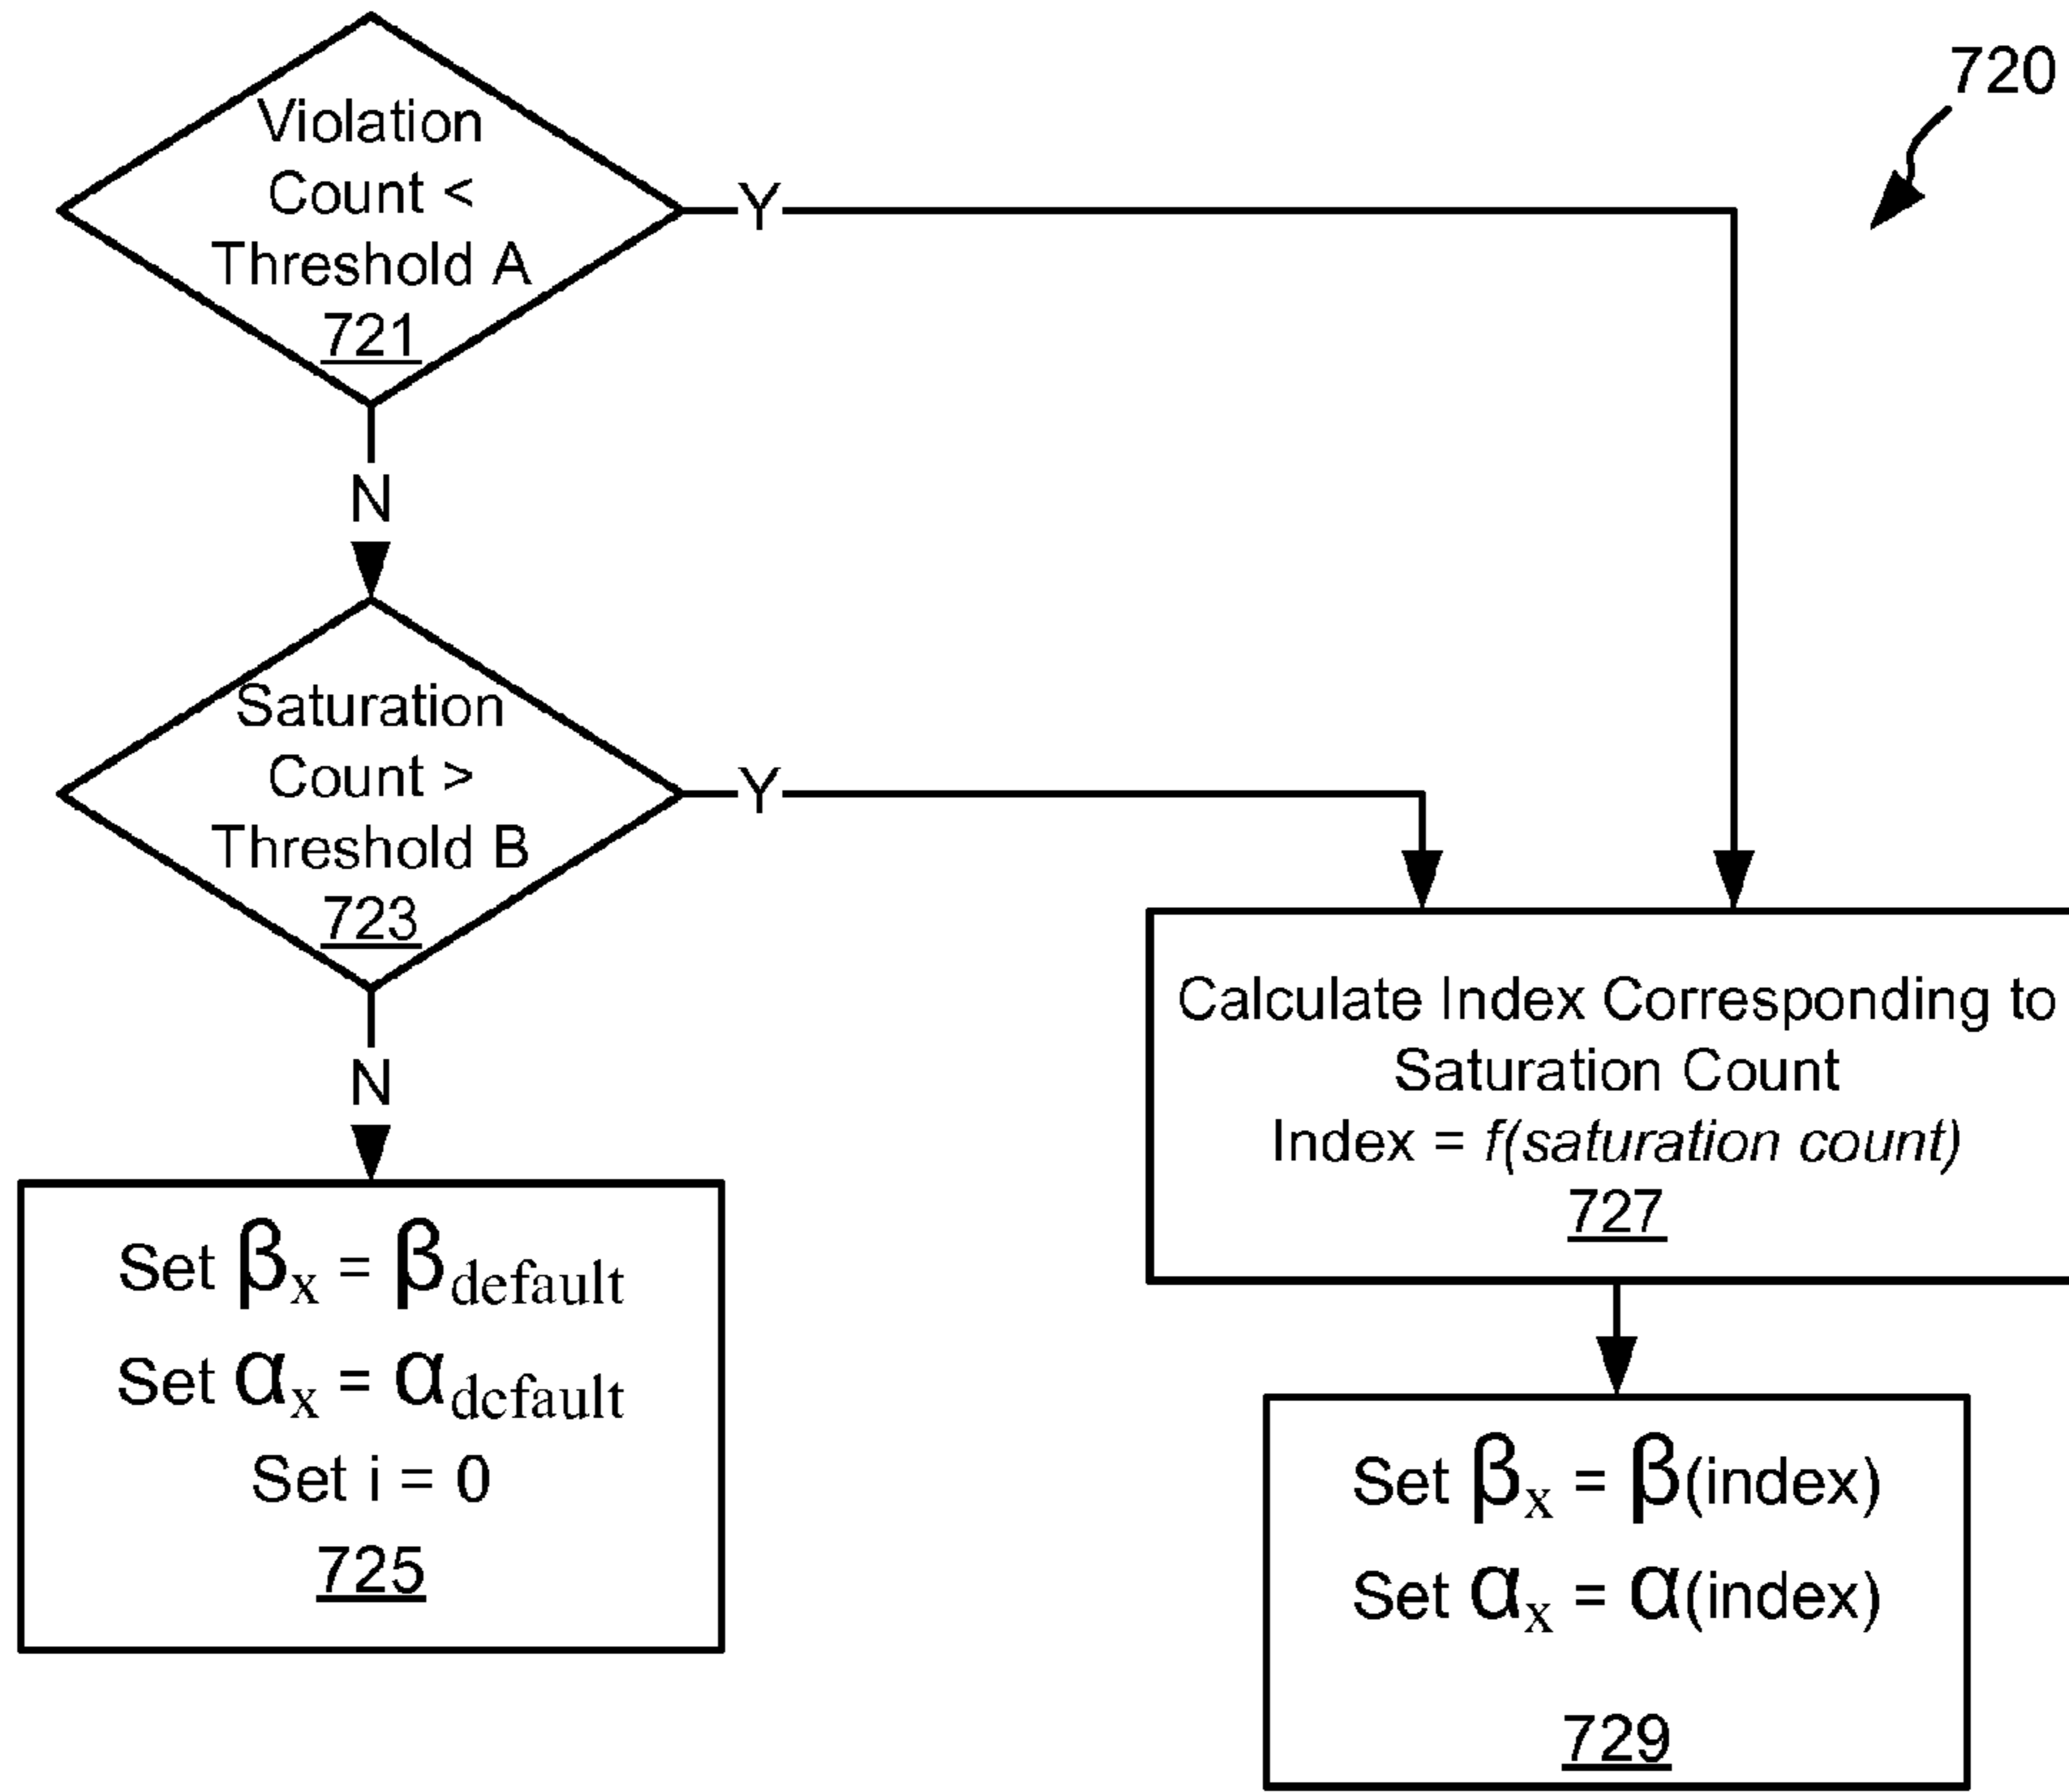 720
Violation
Count <
Threshold A
721
Y
N
Saturation
Count >
Threshold B
723
Y
N
Calculate Index Corresponding to
Saturation Count
Index = f(saturation count)
727
Set βx = βdefault
Set αx = αdefault
Set i = 0
725
Set βx = β(index)
Set αx = α(index)
729